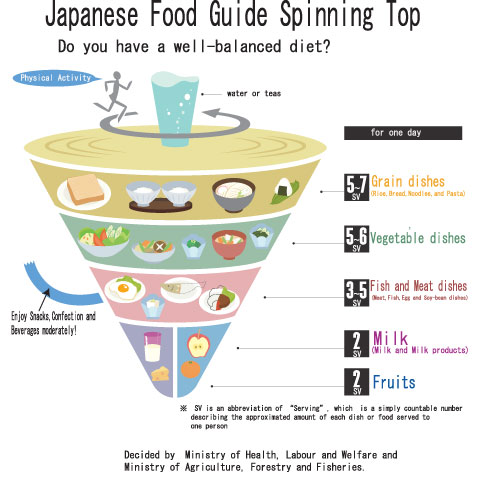 Japanese Food Guide Spinning Top
Do you have a well-balanced diet?
Physical Activity
water or teas
for one day
5~7
SV
Grain dishes
(Rice, Bread, Noodles, and Pasta)
5~6
SV
Vegetable dishes
3~5
SV
Fish and Meat dishes
(Meat, Fish, Egg and Soy-bean dishes)
Enjoy Snacks, Confection and
Beverages moderately!
2
SV
Milk
(Milk and Milk products)
2
SV
Fruits
※ SV is an abbreviation of “Serving”, which is a simply countable number
describing the approximated amount of each dish or food served to
one person
Decided by Ministry of Health, Labour and Welfare and
Ministry of Agriculture, Forestry and Fisheries.